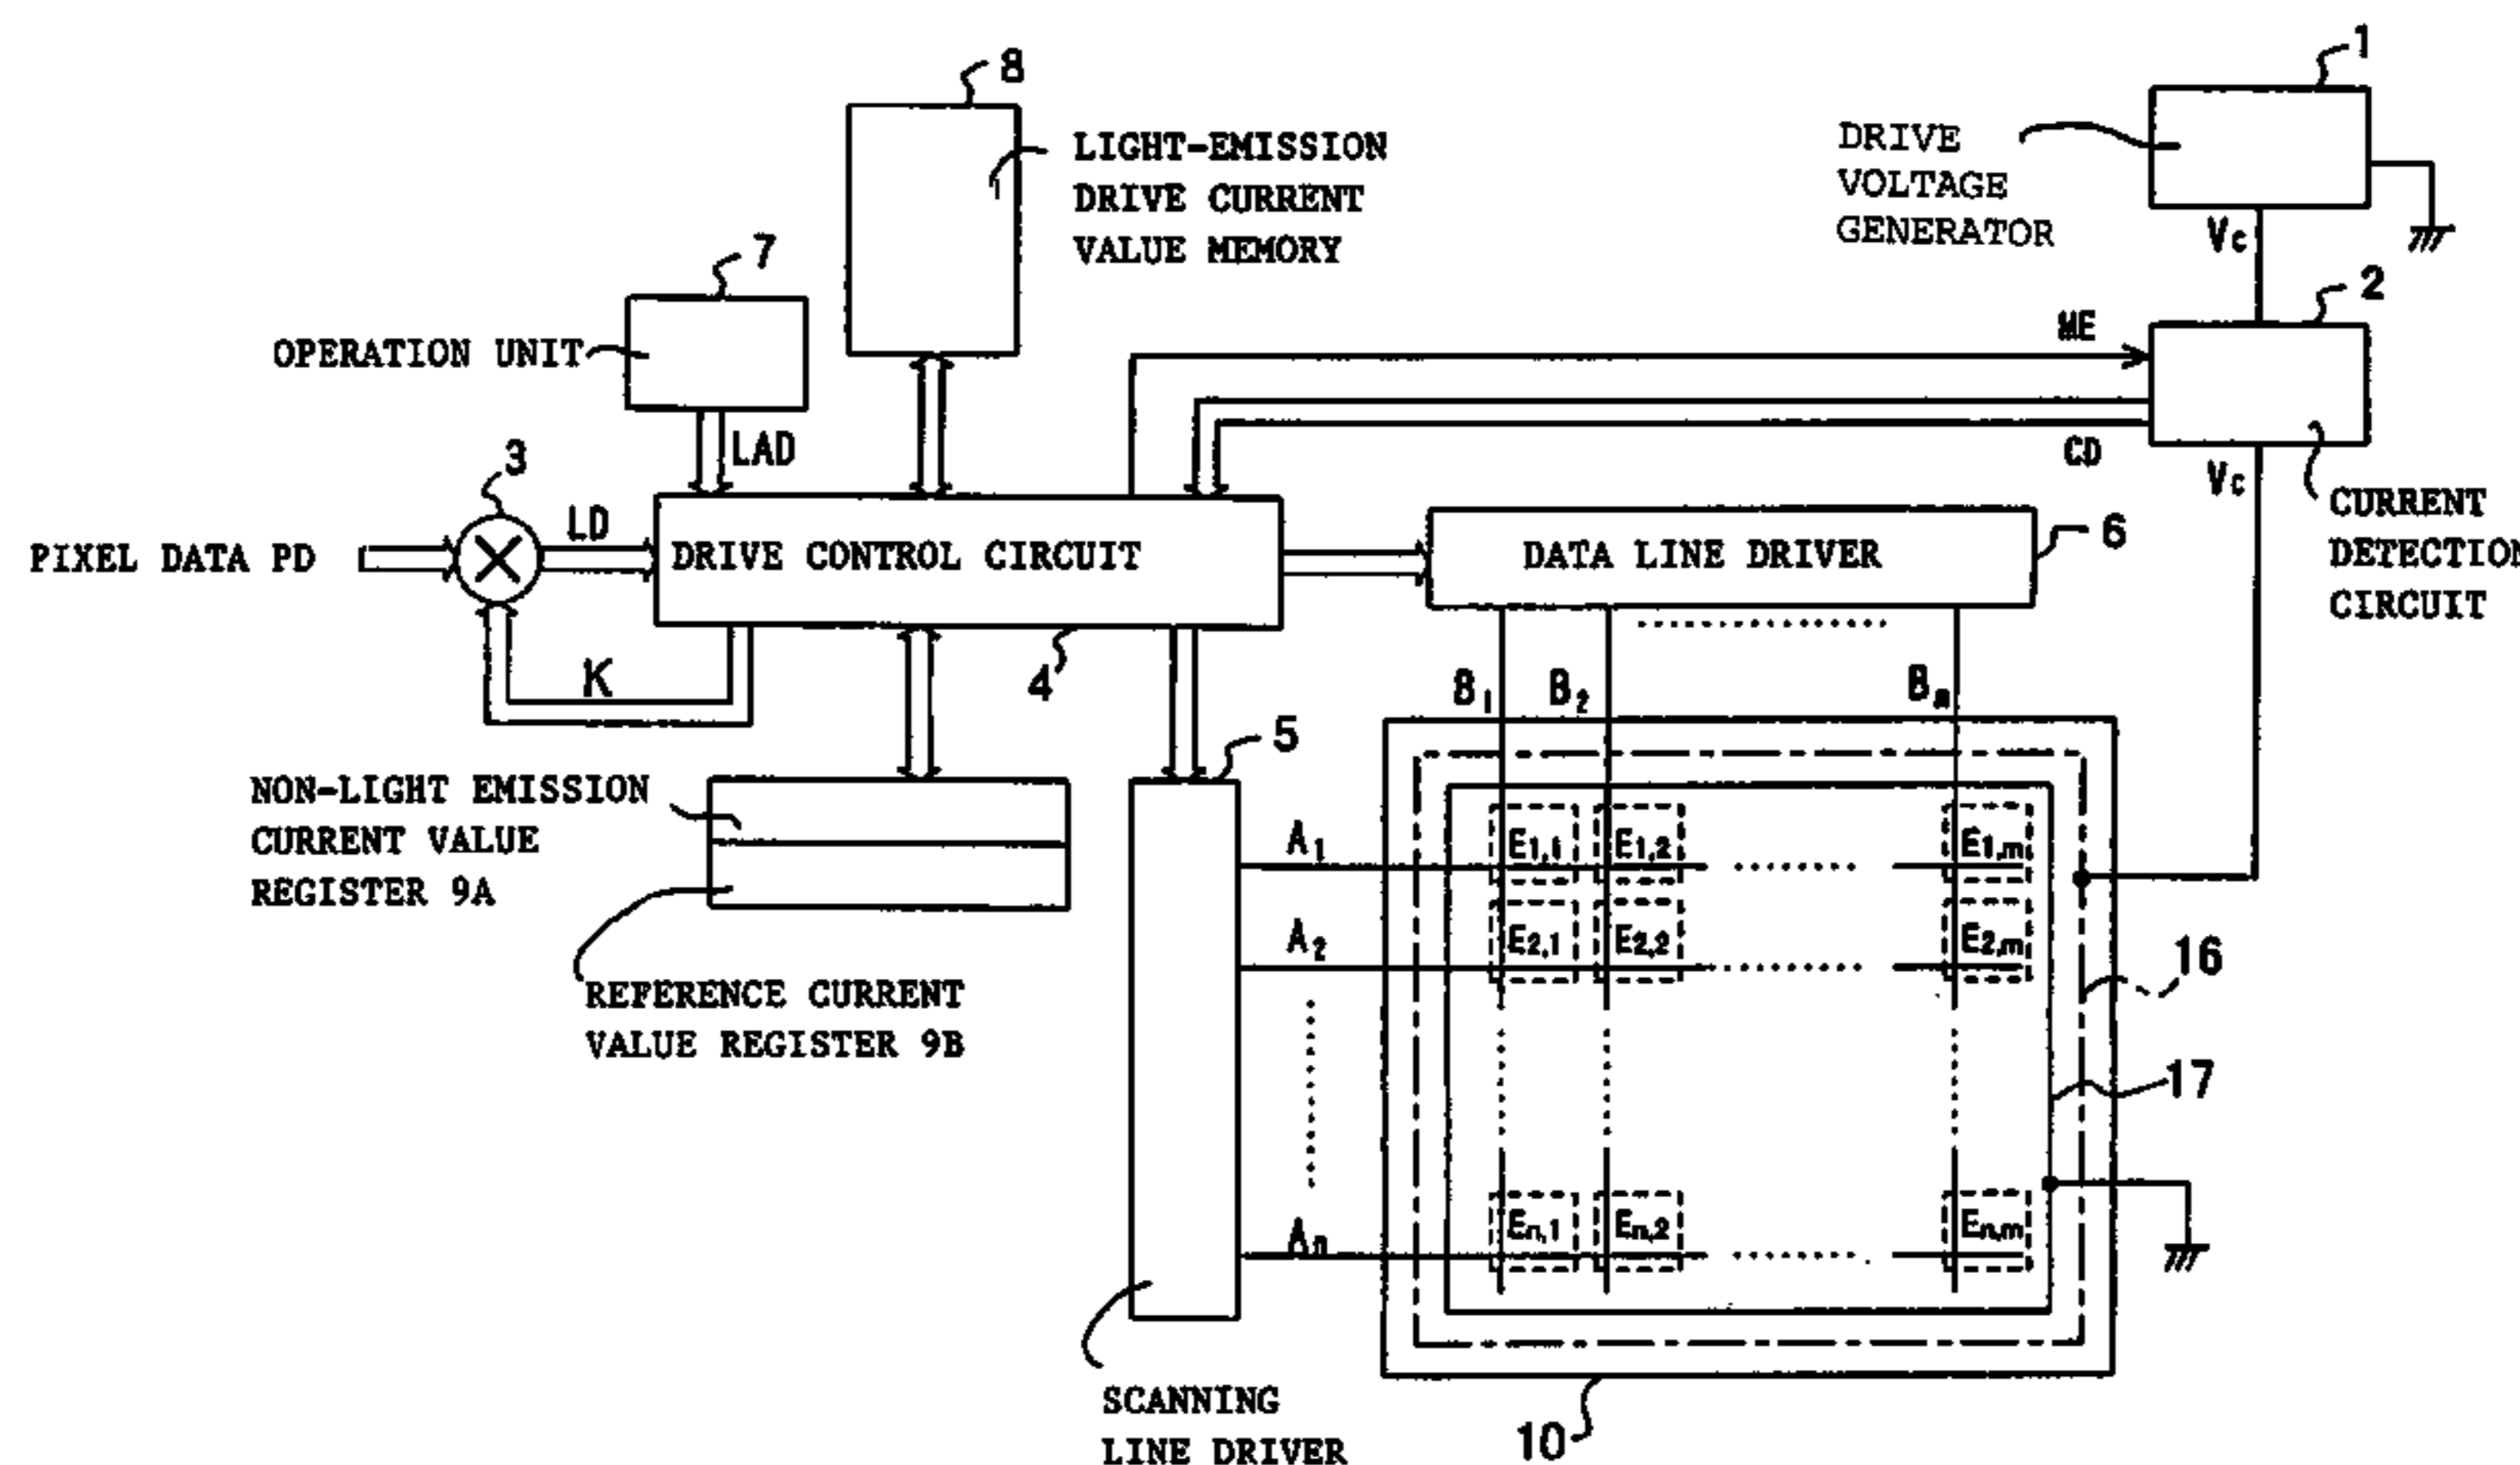 1
8
LIGHT-EMISSION
DRIVE CURRENT
VALUE MEMORY
DRIVE
VOLTAGE
GENERATOR
Vc
7
2
OPERATION UNIT
ME
LAD
CD
Vc
3
LD
CURRENT
DETECTION
CIRCUIT
PIXEL DATA PD
DRIVE CONTROL CIRCUIT
DATA LINE DRIVER
6
K
4
B1
B2
Bm
5
NON-LIGHT EMISSION
CURRENT VALUE
REGISTER 9A
A1
E1,1
E1,2
E1,m
A2
E2,1
E2,2
E2,m
16
REFERENCE CURRENT
VALUE REGISTER 9B
17
An
En,1
En,2
En,m
SCANNING
LINE DRIVER
10